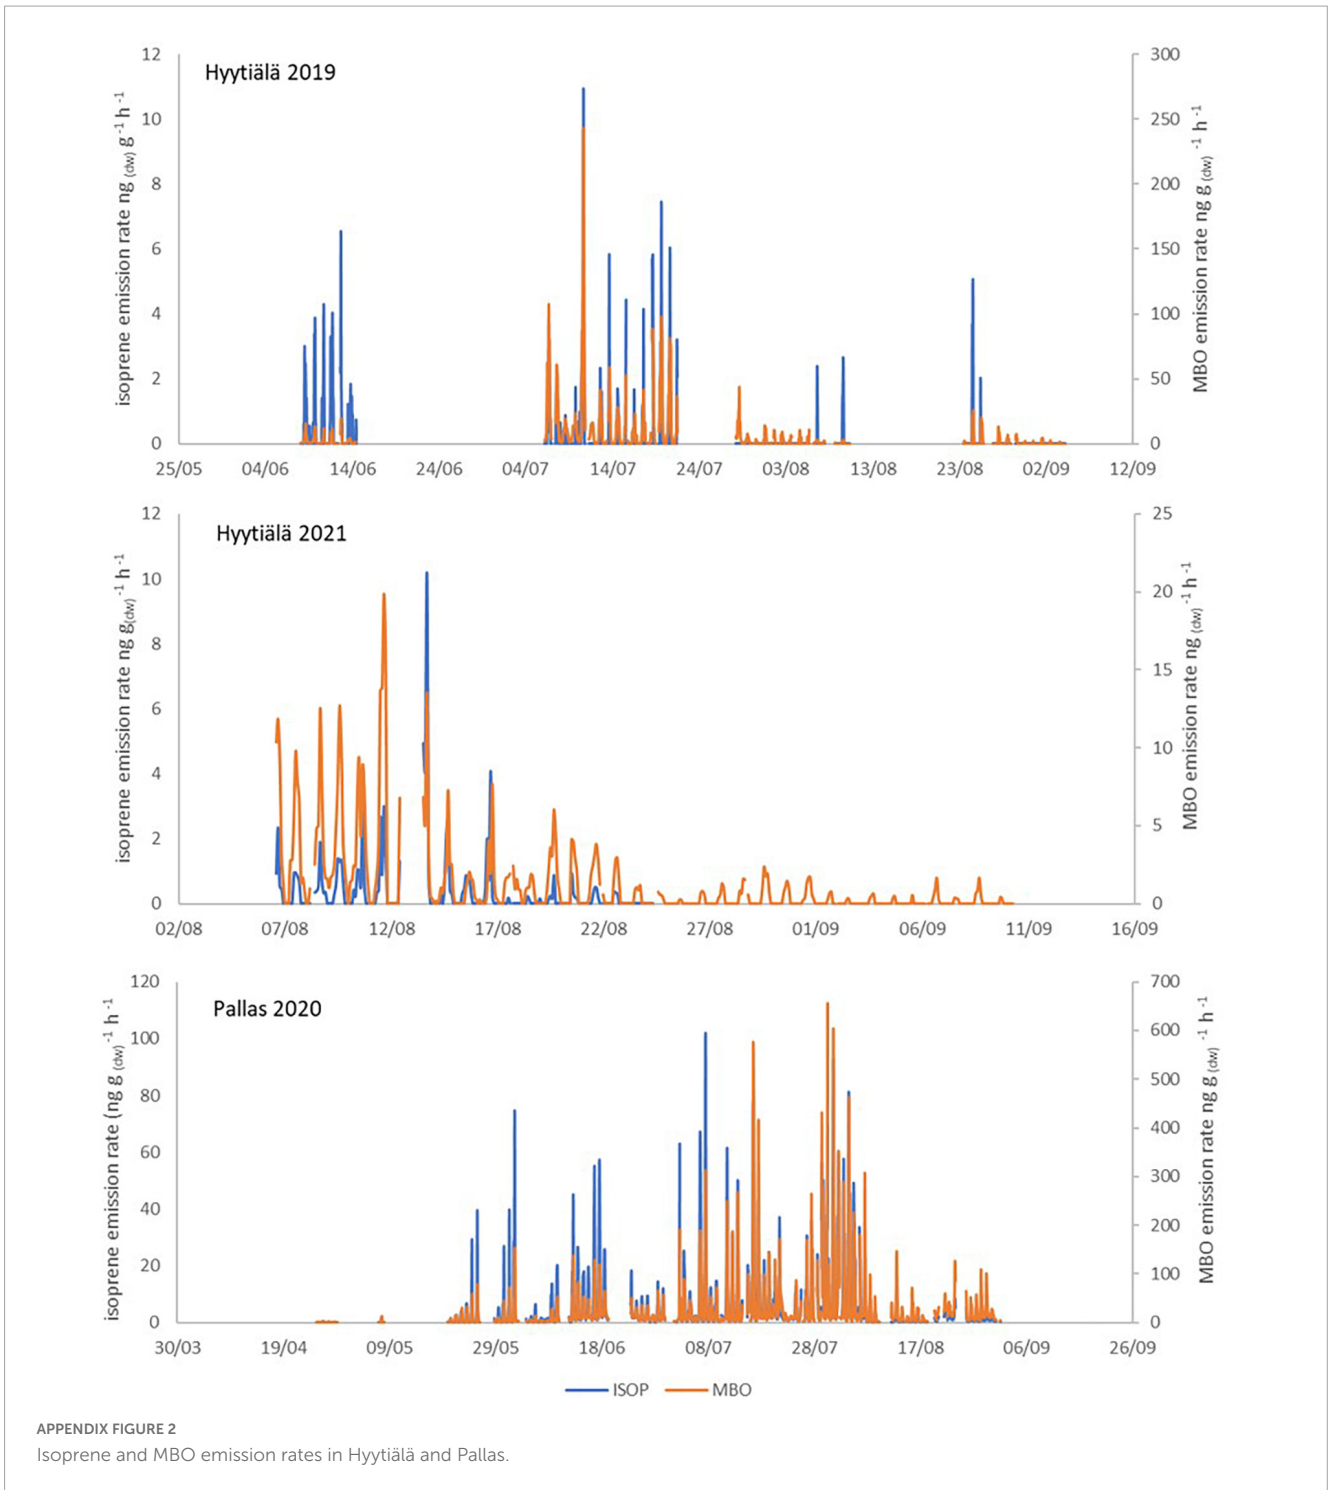 Hyytiälä 2019
isoprene emission rate ng (dw) g⁻¹ h⁻¹
12
10
8
6
4
2
0
300
250
200
150
100
50
0
MBO emission rate ng g (dw) ⁻¹ h⁻¹
25/05 04/06 14/06 24/06 04/07 14/07 24/07 03/08 13/08 23/08 02/09 12/09
Hyytiälä 2021
isoprene emission rate ng g(dw)⁻¹ h⁻¹
12
10
8
6
4
2
0
25
20
15
10
5
0
MBO emission rate ng g (dw) ⁻¹ h⁻¹
02/08 07/08 12/08 17/08 22/08 27/08 01/09 06/09 11/09 16/09
Pallas 2020
isoprene emission rate (ng g (dw) ⁻¹ h⁻¹
120
100
80
60
40
20
0
700
600
500
400
300
200
100
0
MBO emission rate ng g (dw) ⁻¹ h⁻¹
30/03 19/04 09/05 29/05 18/06 08/07 28/07 17/08 06/09 26/09
ISOP MBO
APPENDIX FIGURE 2
Isoprene and MBO emission rates in Hyytiälä and Pallas.